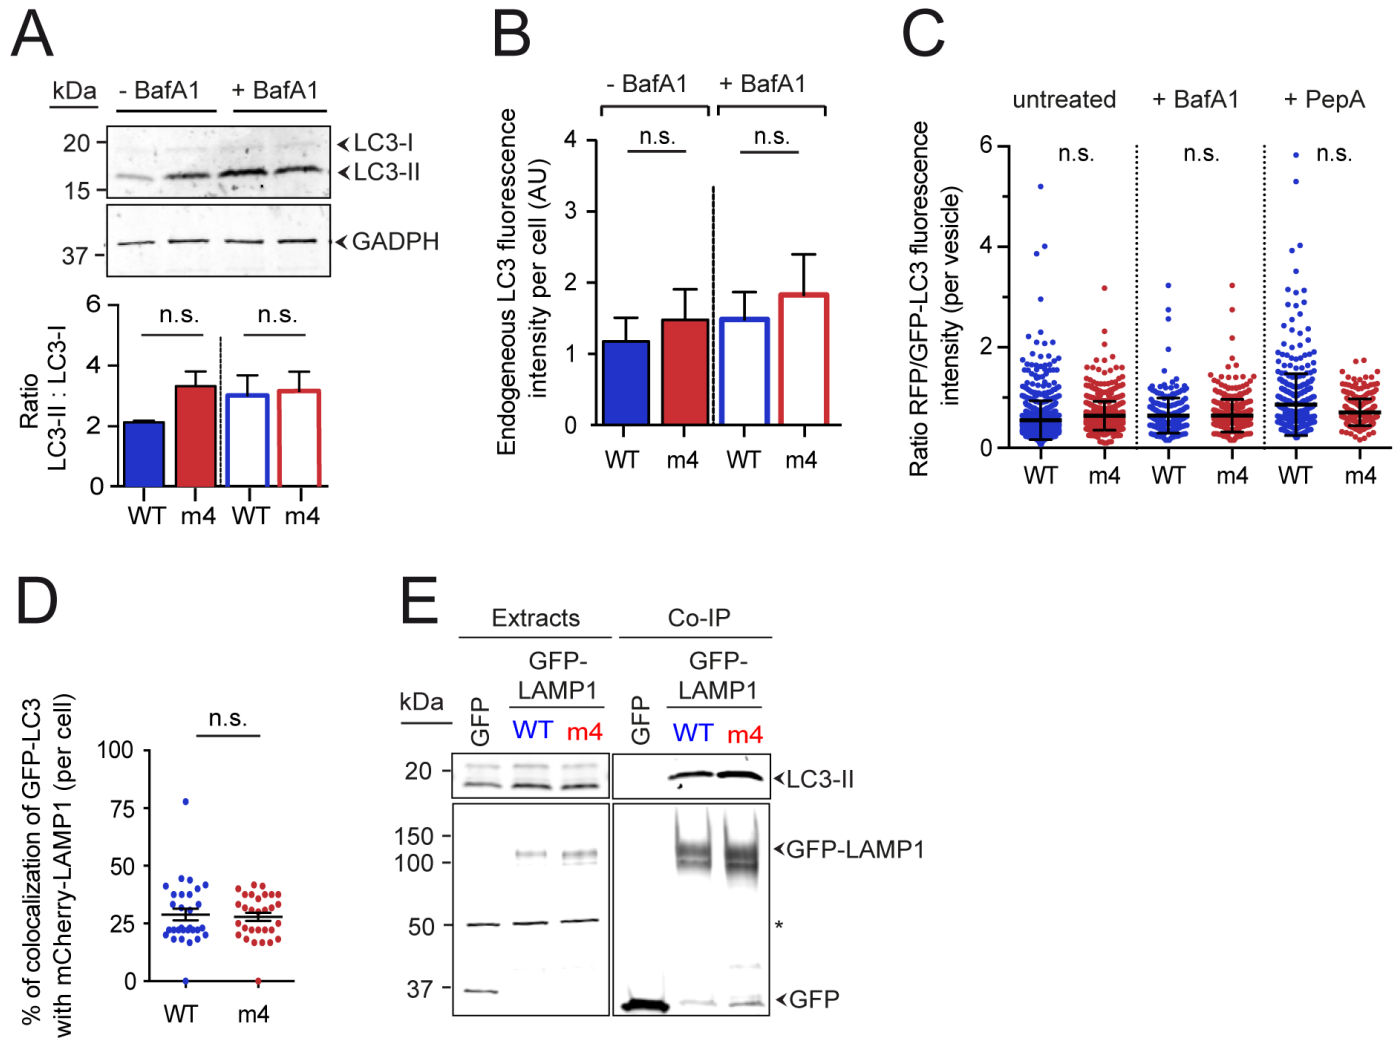 A
kDa
- BafA1
+ BafA1
20
15
LC3-I
LC3-II
37
GADPH
Ratio
LC3-II : LC3-I
6
4
2
0
n.s.
n.s.
WT
m4
WT
m4
B
- BafA1
+ BafA1
n.s.
n.s.
Endogeneous LC3 fluorescence
intensity per cell (AU)
4
3
2
1
0
WT
m4
WT
m4
C
untreated
+ BafA1
+ PepA
n.s.
n.s.
n.s.
Ratio RFP/GFP-LC3 fluorescence
intensity (per vesicle)
6
4
2
0
WT
m4
WT
m4
WT
m4
D
n.s.
% of colocalization of GFP-LC3
with mCherry-LAMP1 (per cell)
100
75
50
25
0
WT
m4
E
Extracts
Co-IP
kDa
GFP
GFP-
LAMP1
WT
m4
GFP
GFP-
LAMP1
WT
m4
20
LC3-II
150
100
GFP-LAMP1
50
*
37
GFP